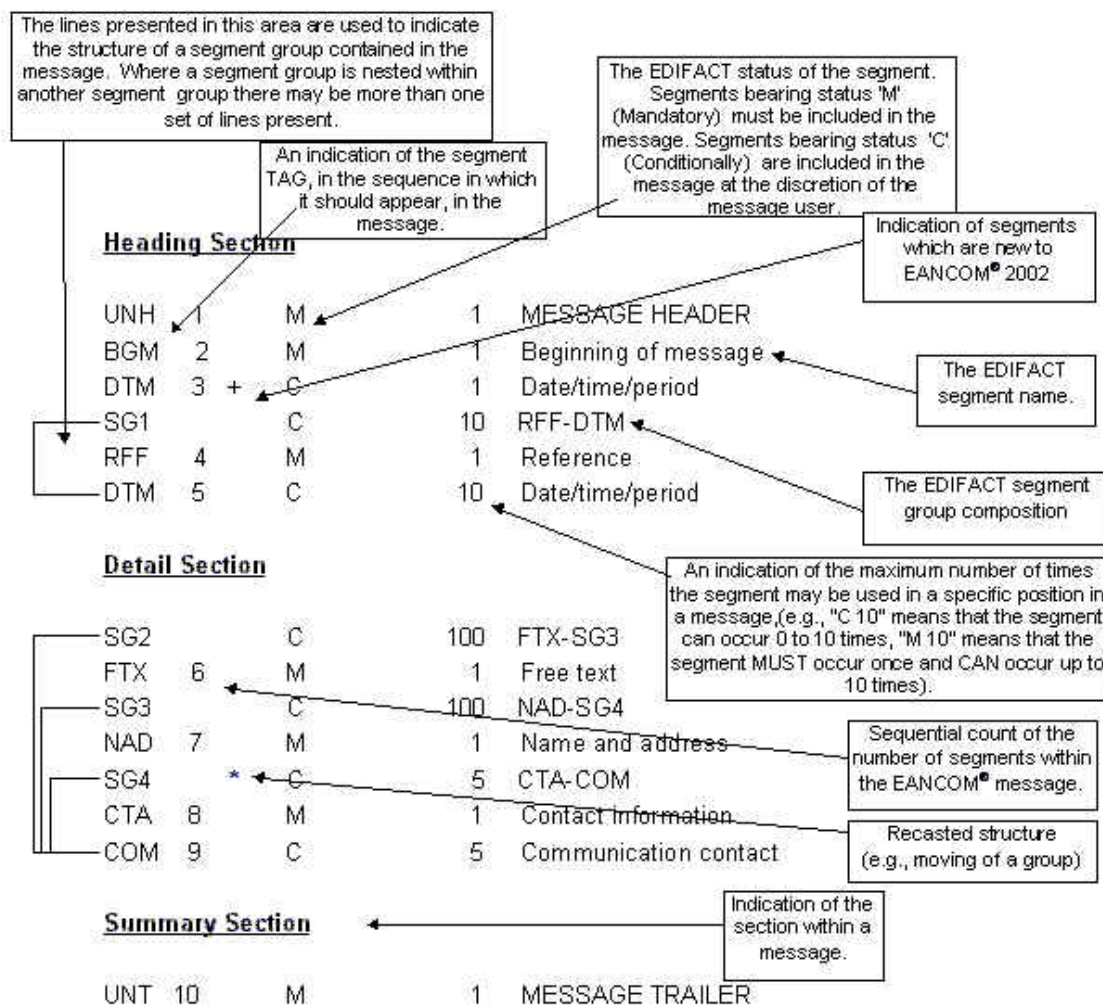 The lines presented in this area are used to indicate
the structure of a segment group contained in the
message. Where a segment group is nested within
another segment group there may be more than one
set of lines present.
The EDIFACT status of the segment.
Segments bearing status 'M'
(Mandatory) must be included in the
message. Segments bearing status 'C'
(Conditionally) are included in the
message at the discretion of the
message user.
An indication of the segment
TAG, in the sequence in which
it should appear, in the
message.
Indication of segments
which are new to
EANCOM® 2002
Heading Section
UNH 1 M 1 MESSAGE HEADER
BGM 2 M 1 Beginning of message
DTM 3 + C 1 Date/time/period
SG1 C 10 RFF-DTM
RFF 4 M 1 Reference
DTM 5 C 10 Date/time/period
The EDIFACT
segment name.
The EDIFACT segment
group composition
Detail Section
An indication of the maximum number of times
the segment may be used in a specific position in
a message,(e.g., "C 10" means that the segment
can occur 0 to 10 times, "M 10" means that the
segment MUST occur once and CAN occur up to
10 times).
SG2 C 100 FTX-SG3
FTX 6 M 1 Free text
SG3 C 100 NAD-SG4
NAD 7 M 1 Name and address
SG4 * C 5 CTA-COM
CTA 8 M 1 Contact Information
COM 9 C 5 Communication contact
Sequential count of the
number of segments within
the EANCOM® message.
Recasted structure
(e.g., moving of a group)
Summary Section
Indication of the
section within a
message.
UNT 10 M 1 MESSAGE TRAILER